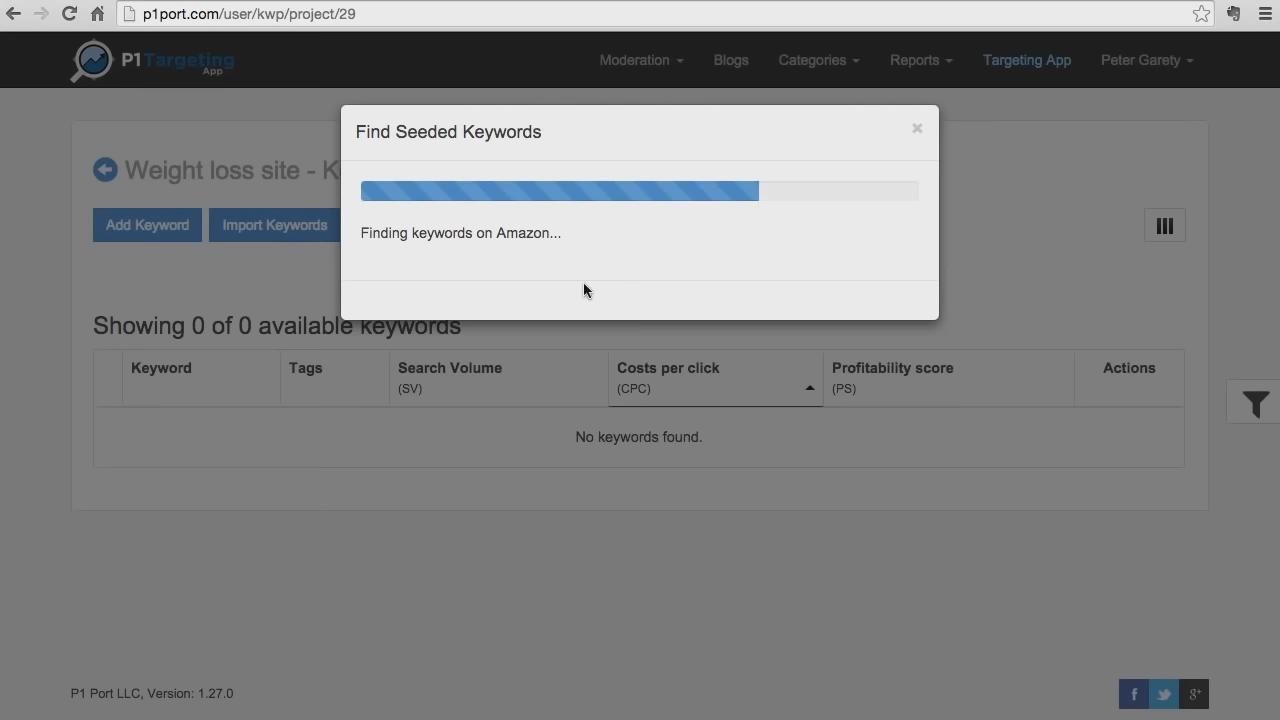 p1port.com/user/kwp/project/29
P1 Targeting App
Moderation
Blogs
Categories
Reports
Targeting App
Peter Garety
Find Seeded Keywords
×
Weight loss site - K
Add Keyword
Import Keywords
Finding keywords on Amazon...
Showing 0 of 0 available keywords
Keyword
Tags
Search Volume
(SV)
Costs per click
(CPC)
Profitability score
(PS)
Actions
No keywords found.
P1 Port LLC, Version: 1.27.0
f
g+